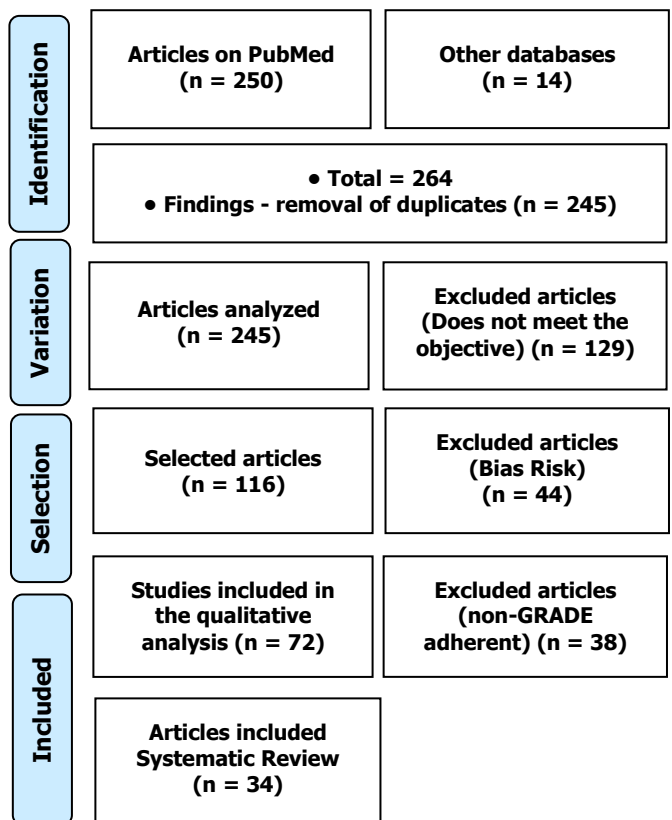 Identification
Articles on PubMed
(n = 250)
Other databases
(n = 14)
• Total = 264
• Findings - removal of duplicates (n = 245)
Variation
Articles analyzed
(n = 245)
Excluded articles
(Does not meet the
objective) (n = 129)
Selection
Selected articles
(n = 116)
Excluded articles
(Bias Risk)
(n = 44)
Included
Studies included in
the qualitative
analysis (n = 72)
Excluded articles
(non-GRADE
adherent) (n = 38)
Articles included
Systematic Review
(n = 34)